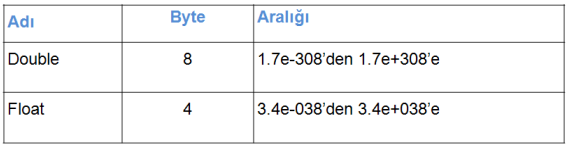 Adı Byte Aralığı
Double 8 1.7e-308’den 1.7e+308’e
Float 4 3.4e-038’den 3.4e+038’e